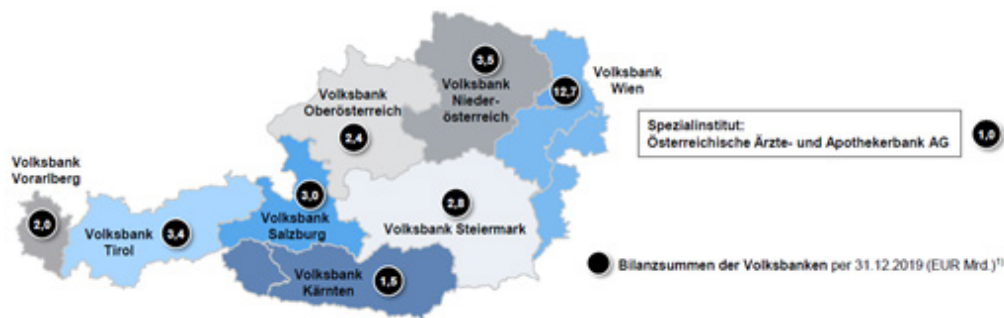 3,5
Volksbank
Nieder-
österreich
Volksbank
Wien
12,7
Volksbank
Oberösterreich
2,4
Spezialinstitut:
Österreichische Ärzte- und Apothekerbank AG
1,0
Volksbank
Vorarlberg
2,0
Volksbank
Tirol
3,4
3,0
Volksbank
Salzburg
2,8
Volksbank Steiermark
Volksbank
Kärnten
1,5
Bilanzsummen der Volksbanken per 31.12.2019 (EUR Mrd.)¹⁾